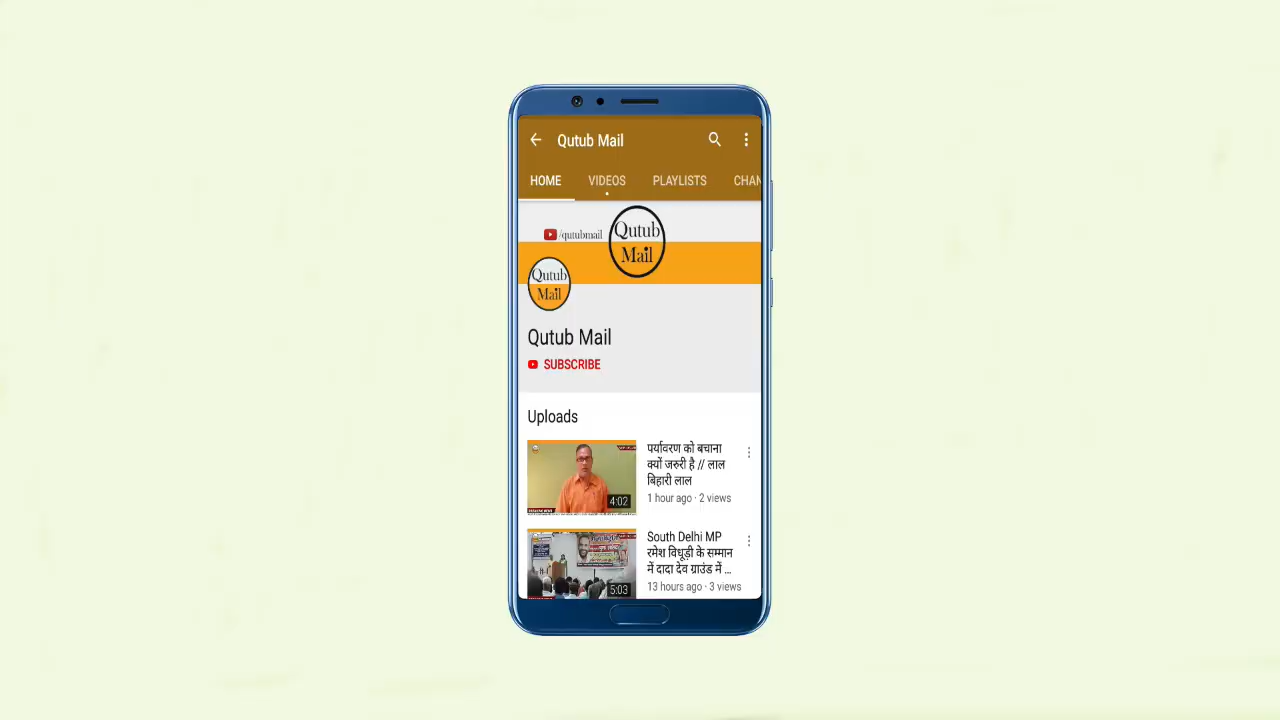 Qutub Mail
HOME VIDEOS PLAYLISTS CHAN
/qutubmail
Qutub
Mail
Qutub
Mail
Qutub Mail
SUBSCRIBE
Uploads
पर्यावरण को बचाना
क्यों जरुरी है // लाल
बिहारी लाल
1 hour ago · 2 views
4:02
South Delhi MP
रमेश विधूड़ी के सम्मान
में दादा देव ग्राउंड में ...
13 hours ago · 3 views
5:03